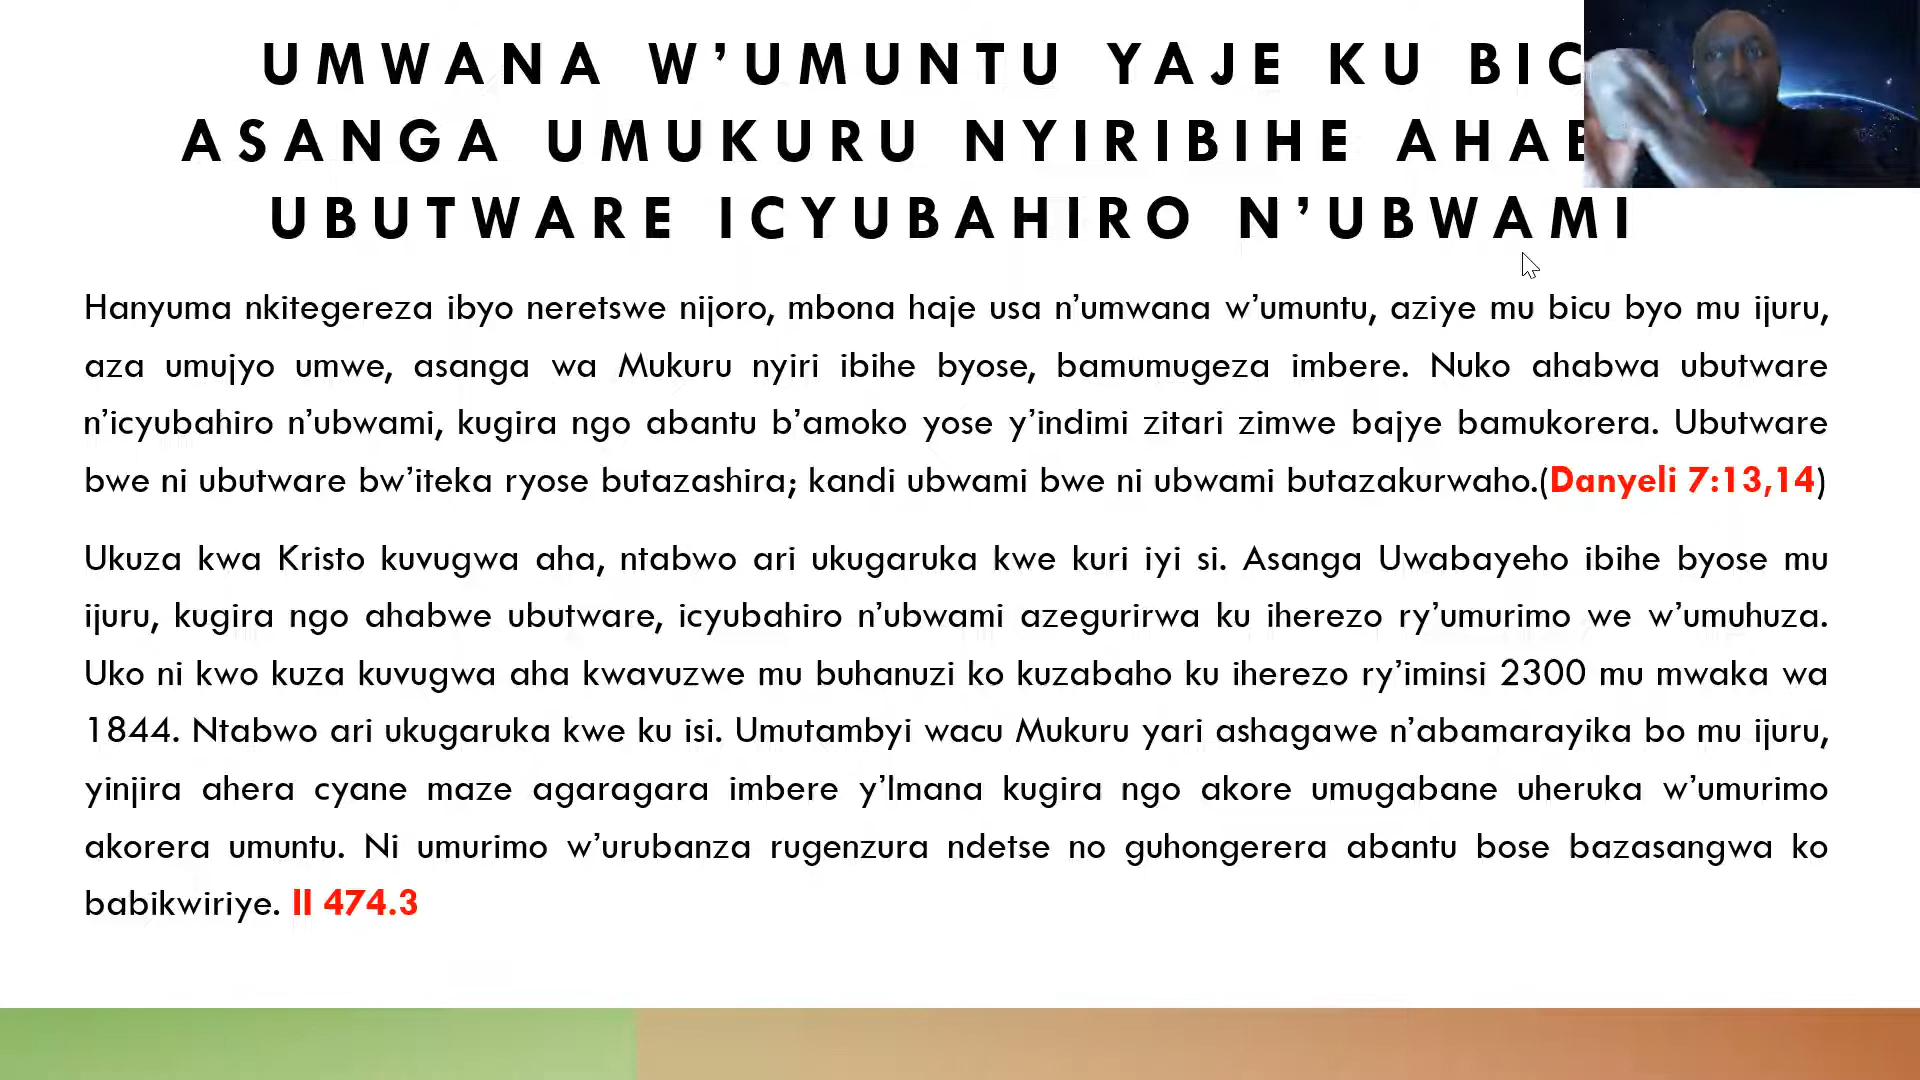 UMWANA W’UMUNTU YAJE KU
ASANGA UMUKURU NYIRIBIHE
UBUTWARE ICYUBAHIRO N’UBWAMI
Hanyuma nkitegereza ibyo neretswe nijoro, mbona haje usa n’umwana w’umuntu, aziye mu bicu byo mu ijuru,
aza umujyo umwe, asanga wa Mukuru nyiri ibihe byose, bamumugeza imbere. Nuko ahabwa ubutware
n’icyubahiro n’ubwami, kugira ngo abantu b’amoko yose y’indimi zitari zimwe bajye bamukorera. Ubutware
bwe ni ubutware bw’iteka ryose butazashira; kandi ubwami bwe ni ubwami butazakurwaho.(Danyeli 7:13,14)
Ukuza kwa Kristo kuvugwa aha, ntabwo ari ukugaruka kwe kuri iyi si. Asanga Uwabayeho ibihe byose mu
ijuru, kugira ngo ahabwe ubutware, icyubahiro n’ubwami azegurirwa ku iherezo ry’umurimo we w’umuhuza.
Uko ni kwo kuza kuvugwa aha kwavuzwe mu buhanuzi ko kuzabaho ku iherezo ry’iminsi 2300 mu mwaka wa
1844. Ntabwo ari ukugaruka kwe ku isi. Umutambyi wacu Mukuru yari ashagawe n’abamarayika bo mu ijuru,
yinjira ahera cyane maze agaragara imbere y’Imana kugira ngo akore umugabane uheruka w’umurimo
akorera umuntu. Ni umurimo w’urubanza rugenzura ndetse no guhongerera abantu bose bazasangwa ko
babikwiriye. II 474.3